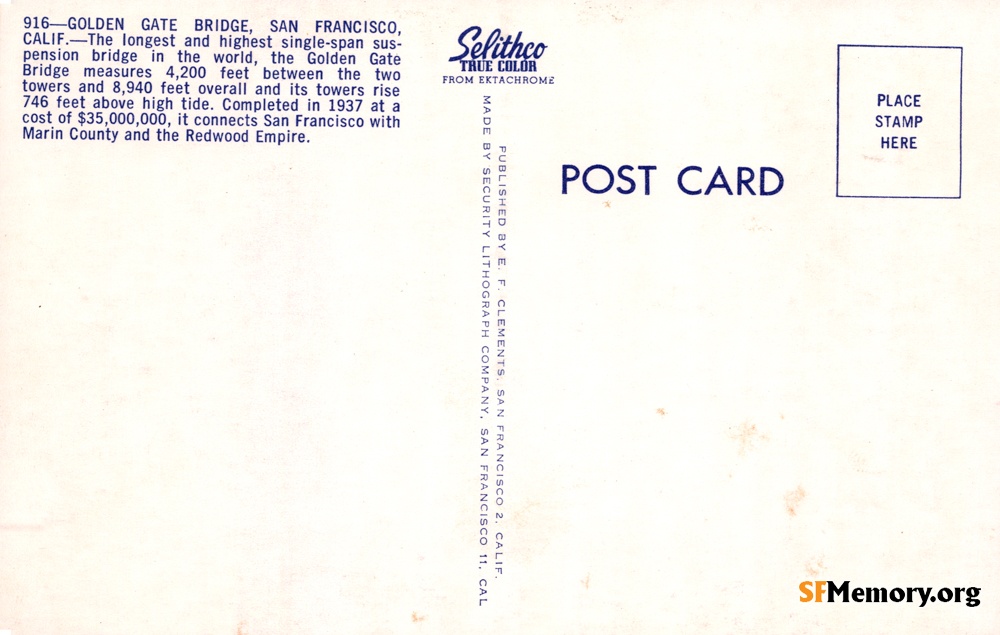 916—GOLDEN GATE BRIDGE, SAN FRANCISCO,
CALIF.—The longest and highest single-span sus-
pension bridge in the world, the Golden Gate
Bridge measures 4,200 feet between the two
towers and 8,940 feet overall and its towers rise
746 feet above high tide. Completed in 1937 at a
cost of $35,000,000, it connects San Francisco with
Marin County and the Redwood Empire.
Selithco
TRUE COLOR
FROM EKTACHROME
PUBLISHED BY E. F. CLEMENTS, SAN FRANCISCO 2, CALIF.
MADE BY SECURITY LITHOGRAPH COMPANY, SAN FRANCISCO 11, CAL
POST CARD
PLACE
STAMP
HERE
SFMemory.org